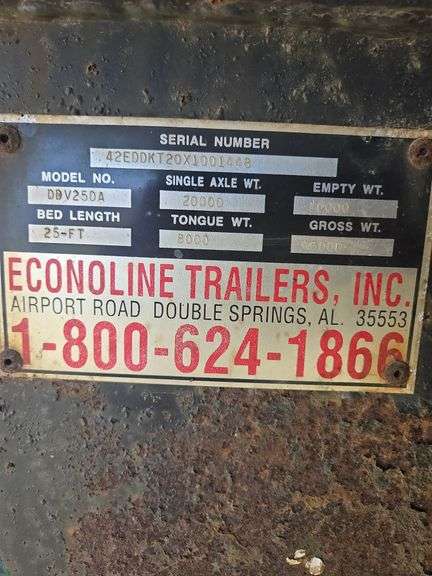 SERIAL NUMBER
42EDDKT20X1001448
MODEL NO. SINGLE AXLE WT. EMPTY WT.
DDV250A 20000
BED LENGTH TONGUE WT. GROSS WT.
25-FT 8000
ECONOLINE TRAILERS, INC.
AIRPORT ROAD DOUBLE SPRINGS, AL. 35553
1-800-624-1866